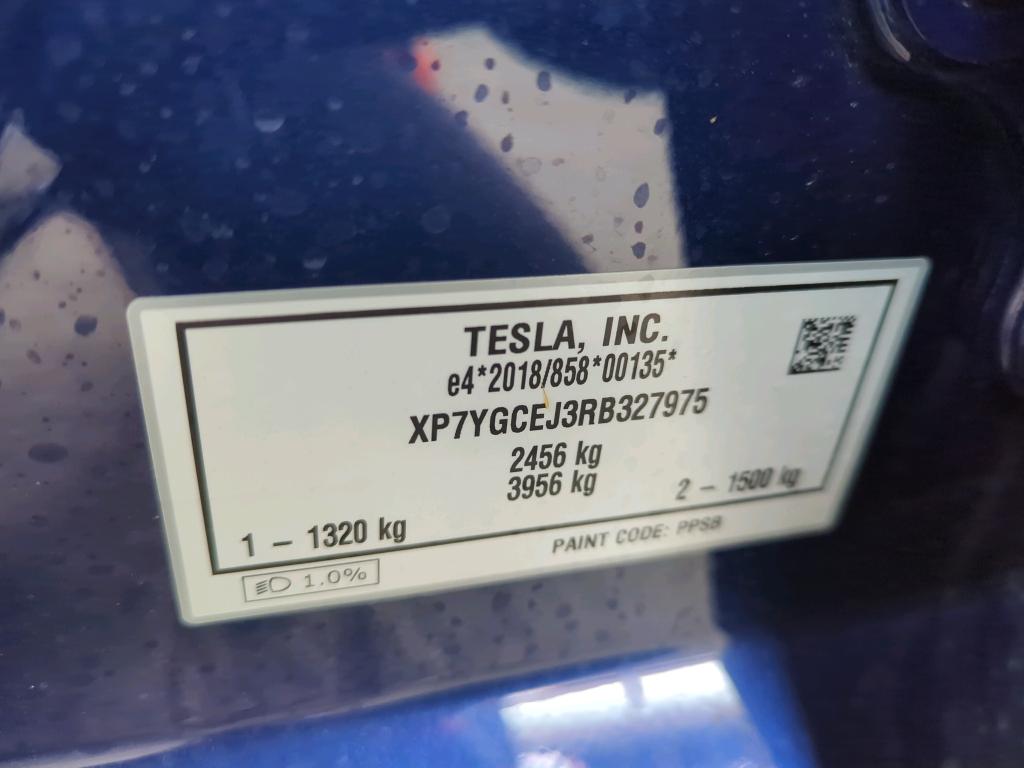 TESLA, INC.
e4*2018/858*00135*
XP7YGCEJ3RB327975
2456 kg
3956 kg
1 – 1320 kg
2 – 1500 kg
1.0%
PAINT CODE: PPSB